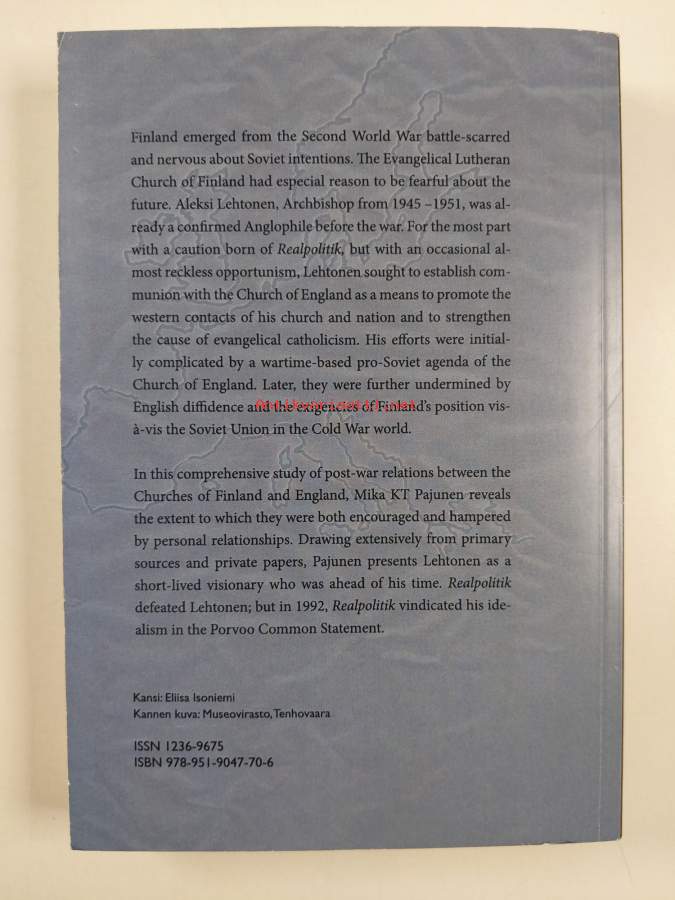 Finland emerged from the Second World War battle-scarred
and nervous about Soviet intentions. The Evangelical Lutheran
Church of Finland had especial reason to be fearful about the
future. Aleksi Lehtonen, Archbishop from 1945 –1951, was al-
ready a confirmed Anglophile before the war. For the most part
with a caution born of Realpolitik, but with an occasional al-
most reckless opportunism, Lehtonen sought to establish com-
munion with the Church of England as a means to promote the
western contacts of his church and nation and to strengthen
the cause of evangelical catholicism. His efforts were initial-
ly complicated by a wartime-based pro-Soviet agenda of the
Church of England. Later, they were further undermined by
English diffidence and the exigencies of Finland's position vis-
à-vis the Soviet Union in the Cold War world.
In this comprehensive study of post-war relations between the
Churches of Finland and England, Mika KT Pajunen reveals
the extent to which they were both encouraged and hampered
by personal relationships. Drawing extensively from primary
sources and private papers, Pajunen presents Lehtonen as a
short-lived visionary who was ahead of his time. Realpolitik
defeated Lehtonen; but in 1992, Realpolitik vindicated his ide-
alism in the Porvoo Common Statement.
Kansi: Eliisa Isoniemi
Kannen kuva: Museovirasto, Tenhovaara
ISSN 1236-9675
ISBN 978-951-9047-70-6